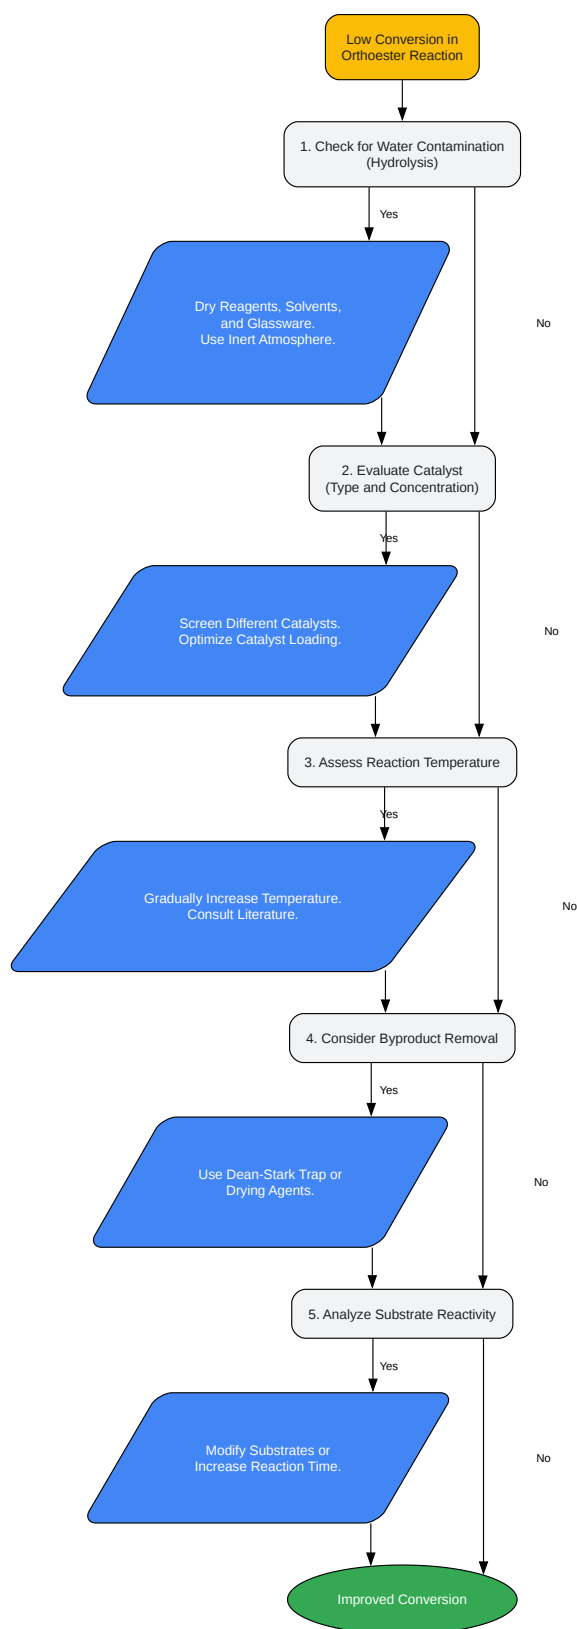 Low Conversion in
Orthoester Reaction
1. Check for Water Contamination
(Hydrolysis)
Yes
Dry Reagents, Solvents,
and Glassware.
Use Inert Atmosphere.
No
2. Evaluate Catalyst
(Type and Concentration)
Yes
Screen Different Catalysts.
Optimize Catalyst Loading.
No
3. Assess Reaction Temperature
Yes
Gradually Increase Temperature.
Consult Literature.
No
4. Consider Byproduct Removal
Yes
Use Dean-Stark Trap or
Drying Agents.
No
5. Analyze Substrate Reactivity
Yes
Modify Substrates or
Increase Reaction Time.
No
Improved Conversion